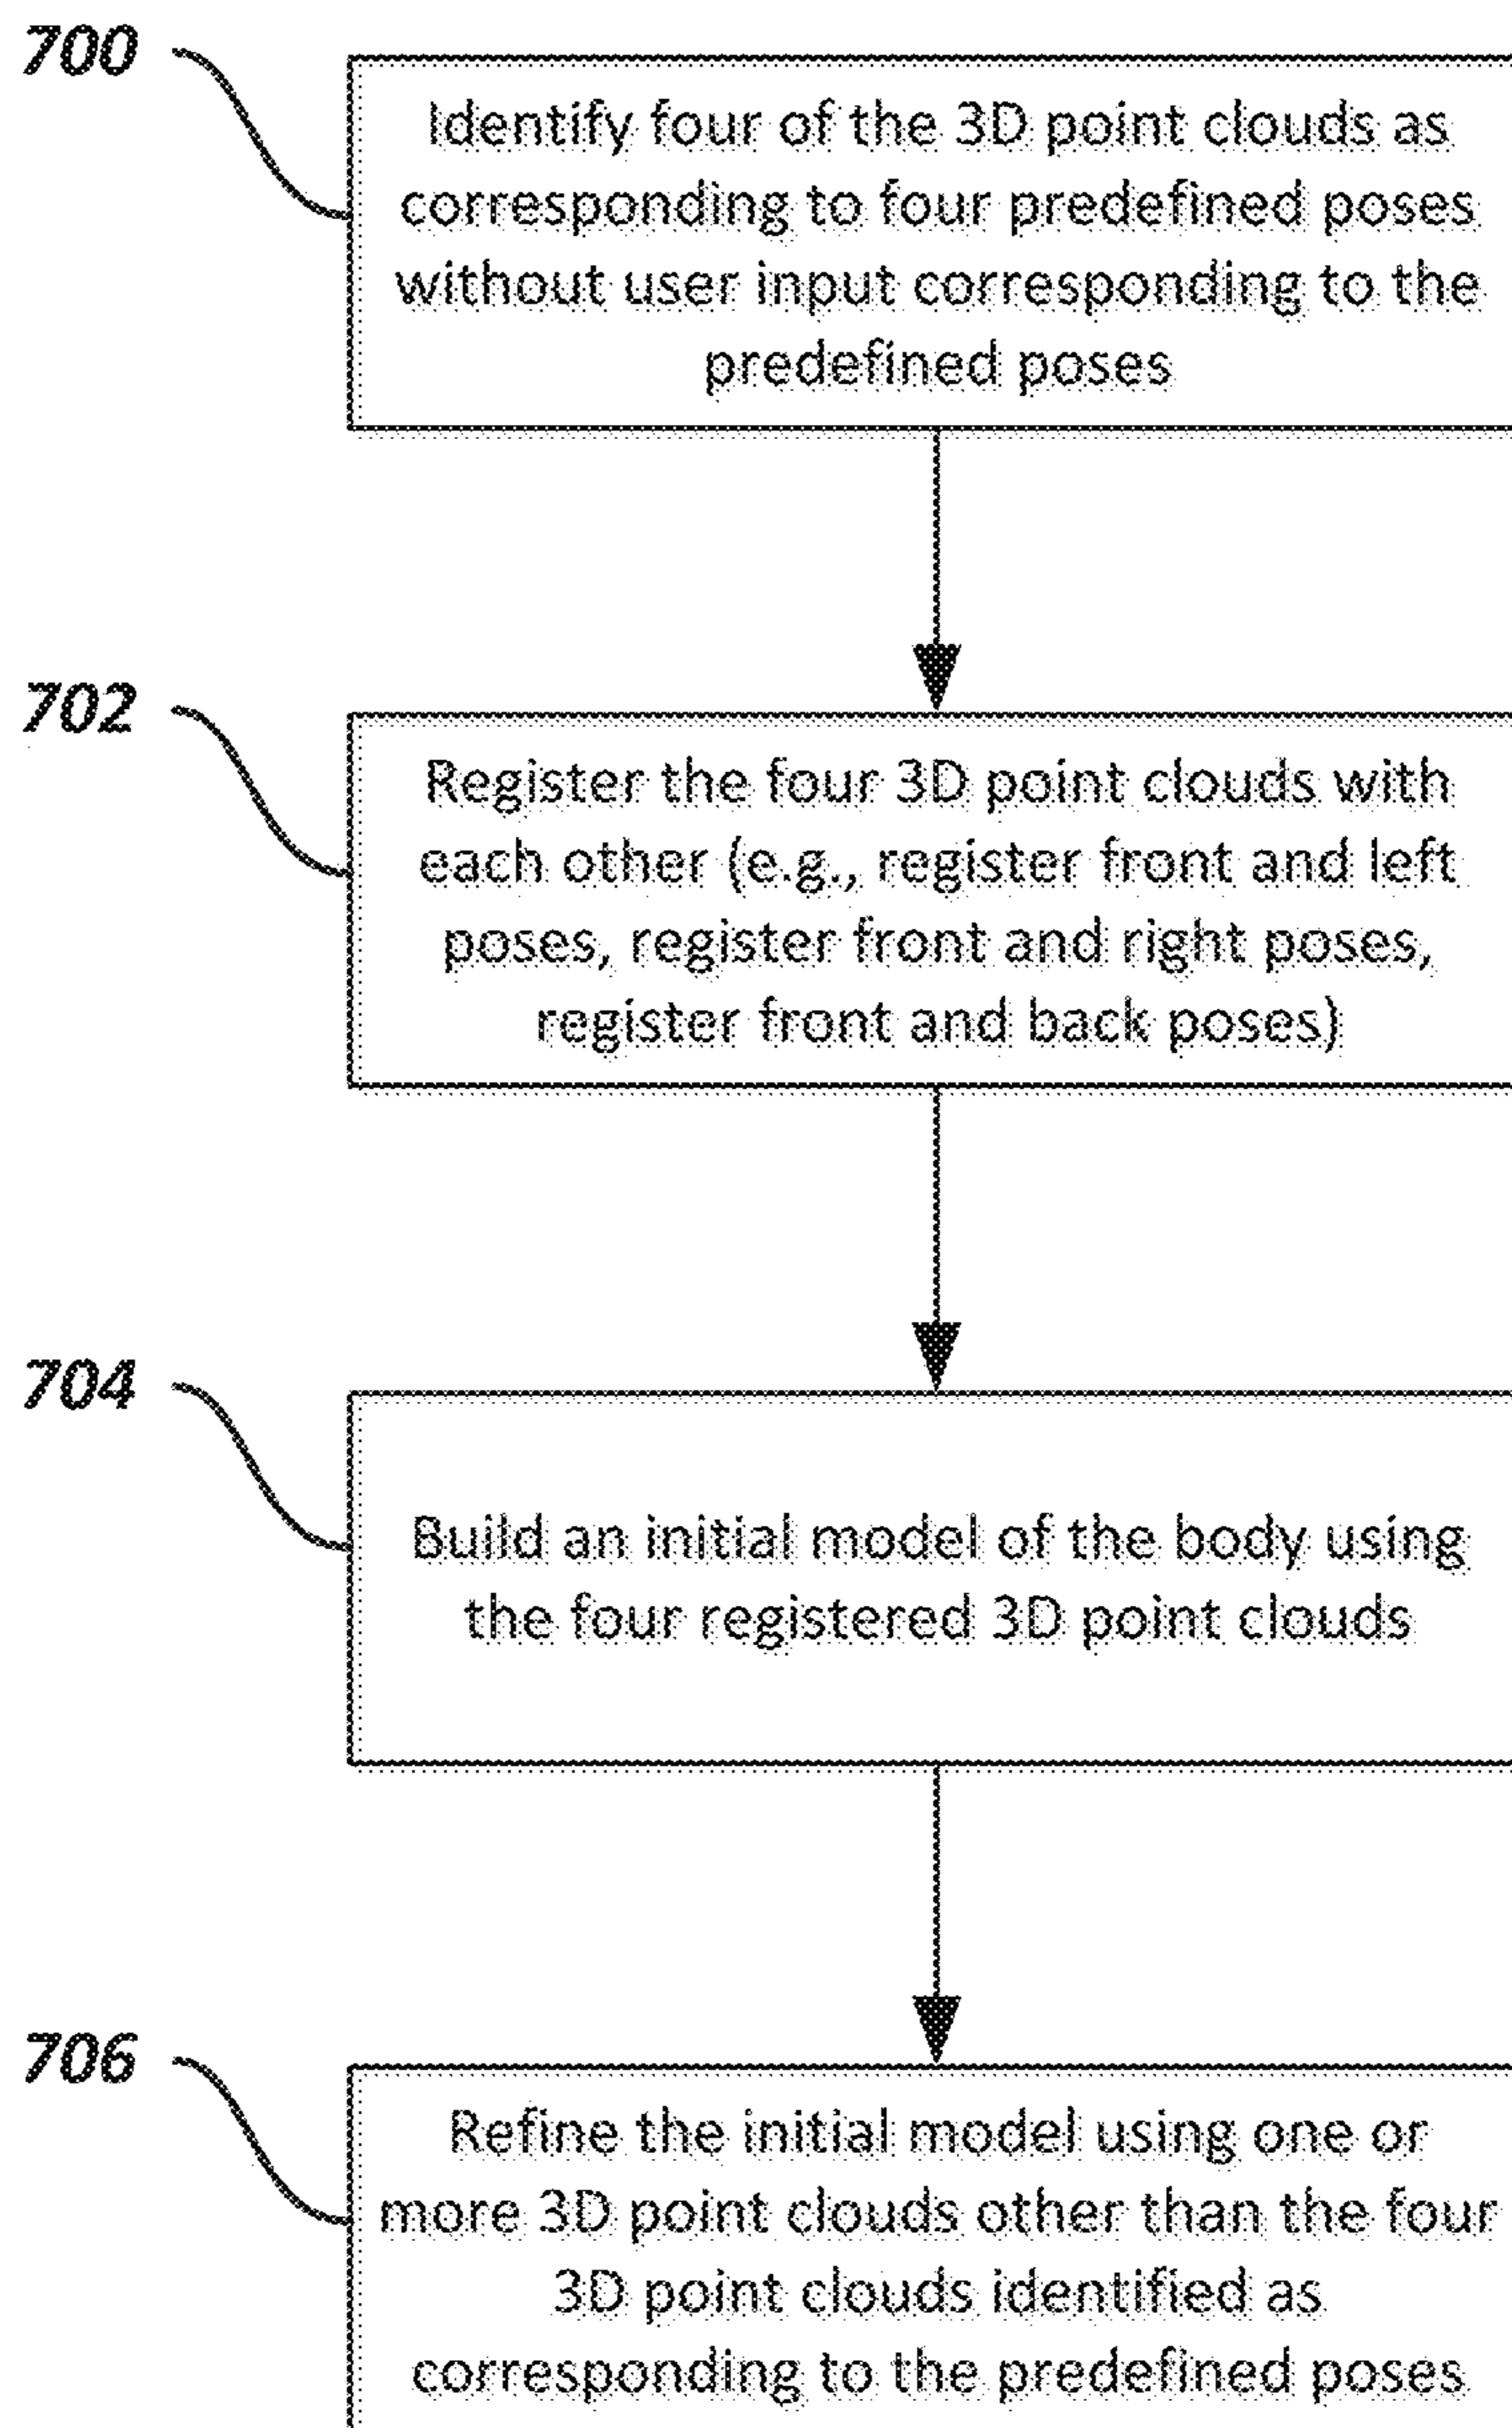 700
Identify four of the 3D point clouds as
corresponding to four predefined poses
without user input corresponding to the
predefined poses
702
Register the four 3D point clouds with
each other (e.g., register front and left
poses, register front and right poses,
register front and back poses)
704
Build an initial model of the body using
the four registered 3D point clouds
706
Refine the initial model using one or
more 3D point clouds other than the four
3D point clouds identified as
corresponding to the predefined poses